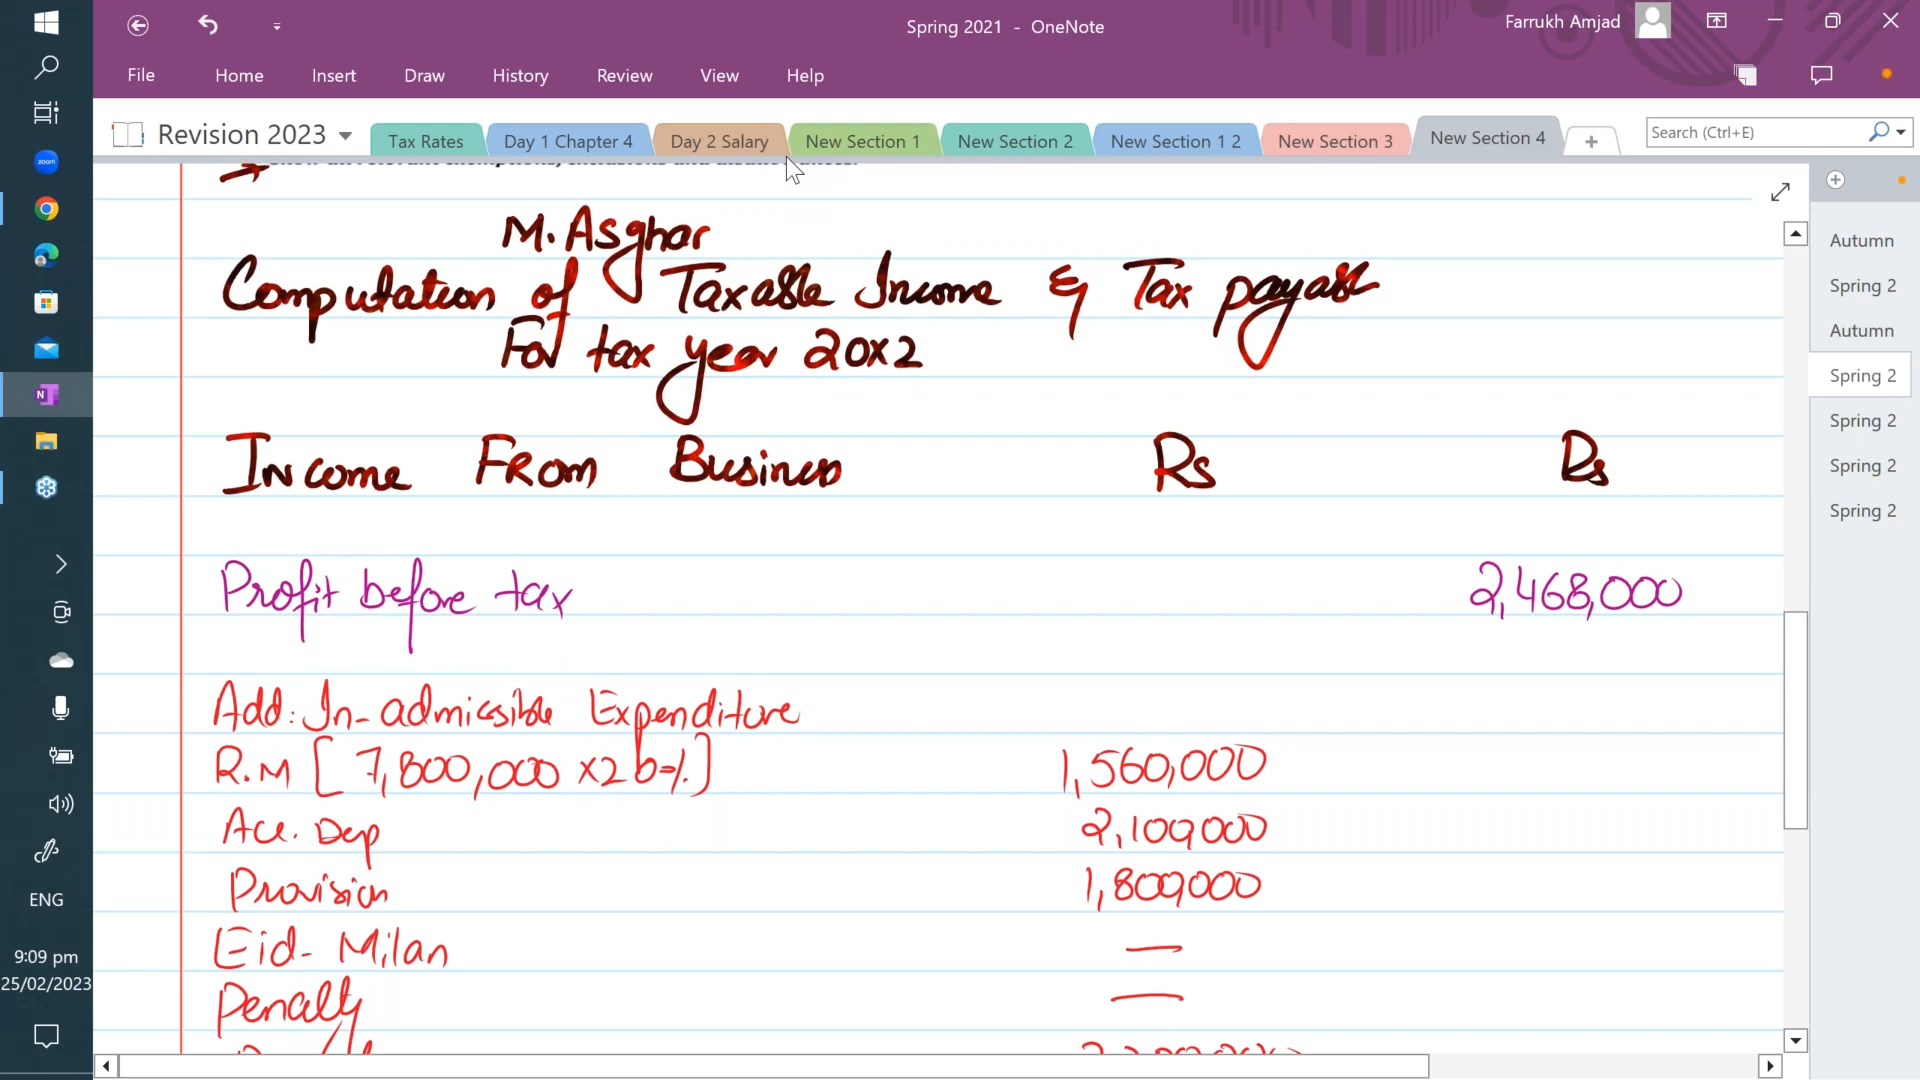 Spring 2021 - OneNote
Farrukh Amjad
File Home Insert Draw History Review View Help
Revision 2023
Tax Rates
Day 1 Chapter 4
Day 2 Salary
New Section 1
New Section 2
New Section 1 2
New Section 3
New Section 4
Search (Ctrl+E)
M. Asghar
Computation of Taxable Income & Tax payable
For tax year 20X2
Income From Business Rs Rs
Profit before tax 2,468,000
Add: In-admissible Expenditure
R.M [7,800,000 x20%] 1,560,000
Acc. Dep 2,100,000
Provision 1,800,000
Eid-Milan —
Penalty —
Autumn
Spring 2
Autumn
Spring 2
Spring 2
Spring 2
Spring 2
zoom
ENG
9:09 pm
25/02/2023